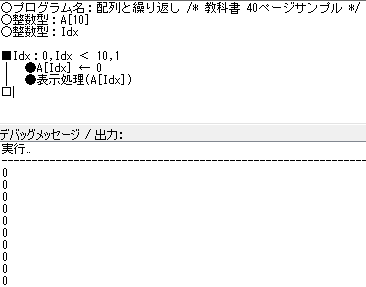 ○プログラム名：配列と繰り返し /* 教科書 40ページサンプル */
○整数型：A[10]
○整数型：Idx
■Idx：0,Idx < 10,1
●A[Idx] ← 0
●表示処理(A[Idx])
□
デバッグメッセージ / 出力：
実行..
--------------------------------------------------------------
0
0
0
0
0
0
0
0
0
0